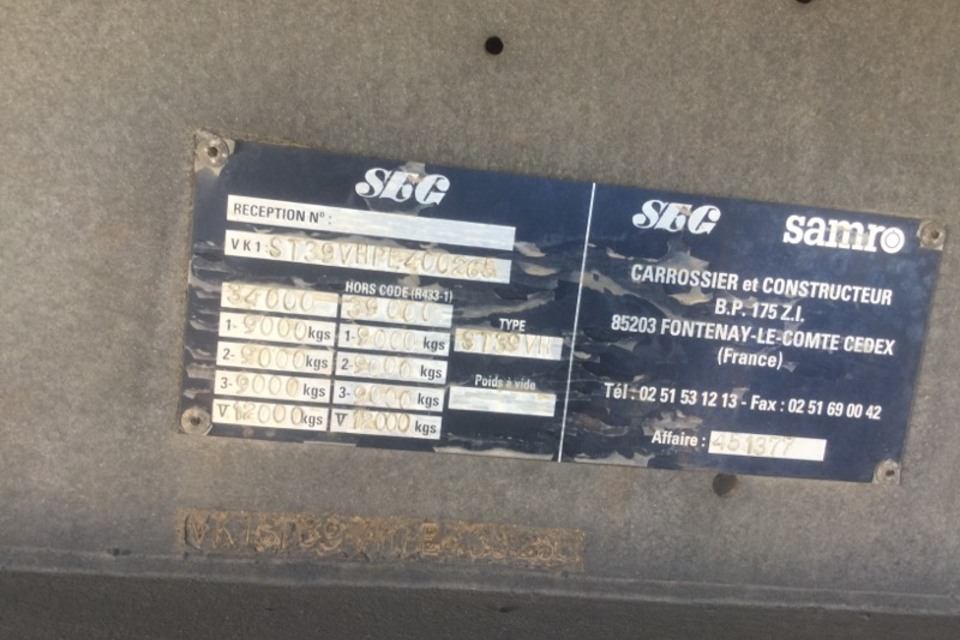 SEG
RECEPTION Nº :
VK1 ST39VHPE400265
HORS CODE (R433-1)
34000 39000
1- 9000 kgs 1- 9000 kgs
2- 9000 kgs 2- 9000 kgs
3- 9000 kgs 3- 9000 kgs
V 12000 kgs V 12000 kgs
TYPE
ST39VH
Poids à vide
SEG samro
CARROSSIER et CONSTRUCTEUR
B.P. 175 Z.I.
85203 FONTENAY-LE-COMTE CEDEX
(France)
Tél : 02 51 53 12 13 - Fax : 02 51 69 00 42
Affaire : 451377